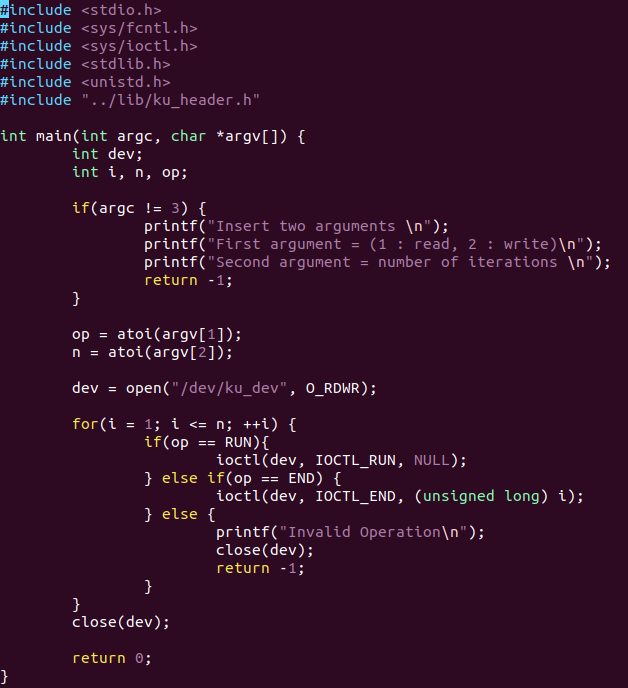 #include <stdio.h>
#include <sys/fcntl.h>
#include <sys/ioctl.h>
#include <stdlib.h>
#include <unistd.h>
#include "../lib/ku_header.h"

int main(int argc, char *argv[]) {
        int dev;
        int i, n, op;

        if(argc != 3) {
                printf("Insert two arguments \n");
                printf("First argument = (1 : read, 2 : write)\n");
                printf("Second argument = number of iterations \n");
                return -1;
        }

        op = atoi(argv[1]);
        n = atoi(argv[2]);

        dev = open("/dev/ku_dev", O_RDWR);

        for(i = 1; i <= n; ++i) {
                if(op == RUN){
                        ioctl(dev, IOCTL_RUN, NULL);
                } else if(op == END) {
                        ioctl(dev, IOCTL_END, (unsigned long) i);
                } else {
                        printf("Invalid Operation\n");
                        close(dev);
                        return -1;
                }
        }
        close(dev);

        return 0;
}